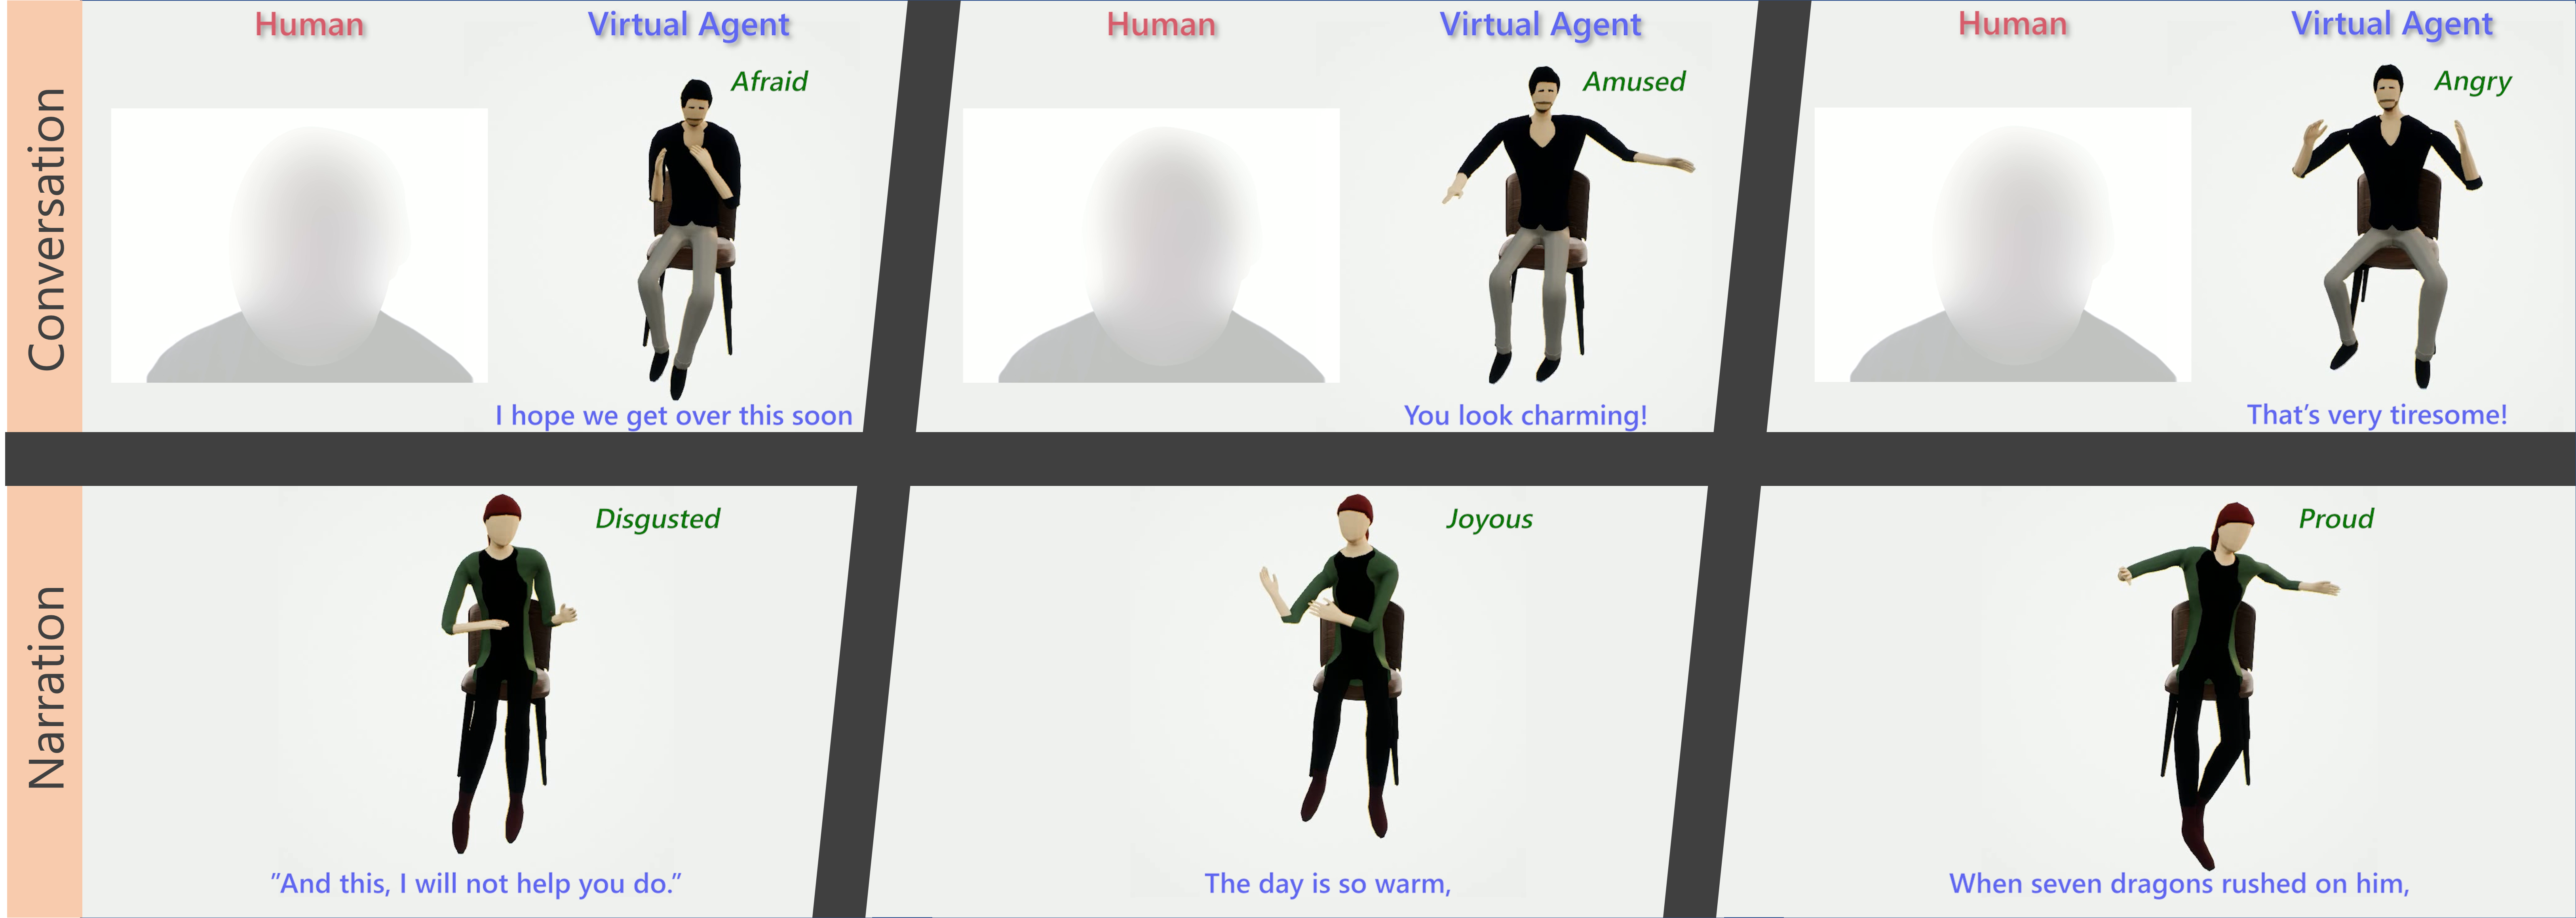 Conversation
Human
Virtual Agent
Afraid
I hope we get over this soon
Human
Virtual Agent
Amused
You look charming!
Human
Virtual Agent
Angry
That’s very tiresome!
Narration
Disgusted
”And this, I will not help you do.”
Joyous
The day is so warm,
Proud
When seven dragons rushed on him,